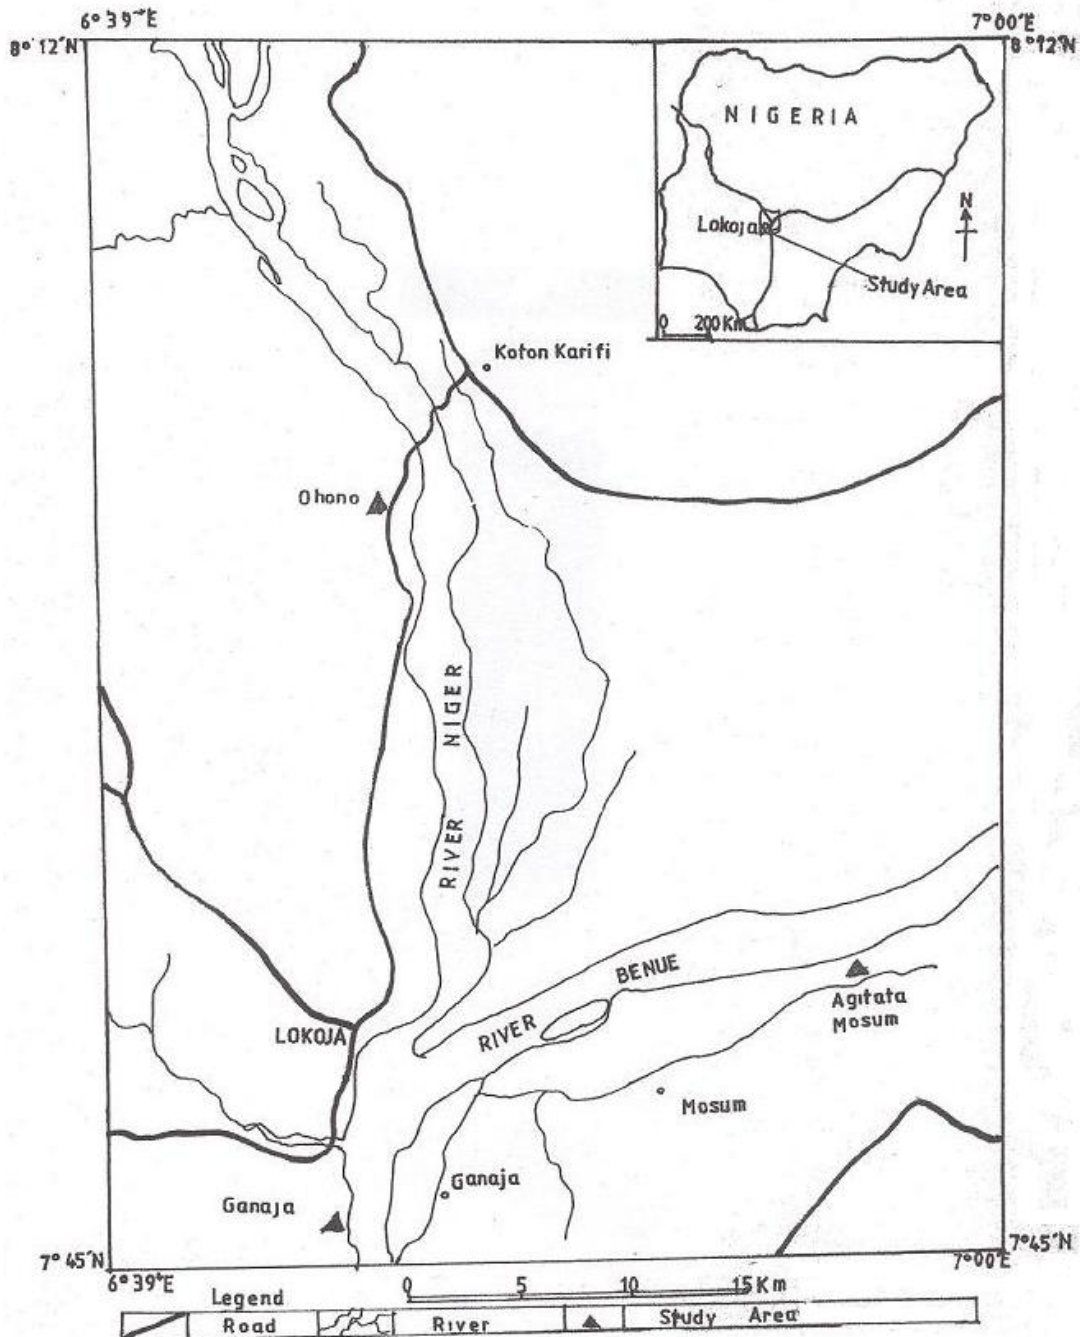 6°39'E
7°00'E
8°12'N
8°12'N
NIGERIA
N
Lokoja
Study Area
0 200Km
Koton Karifi
Ohono
RIVER NIGER
RIVER BENUE
Agitata
Mosum
LOKOJA
Mosum
Ganaja
Ganaja
7°45'N
7°45'N
6°39'E
7°00'E
0 5 10 15Km
Legend
Road River Study Area